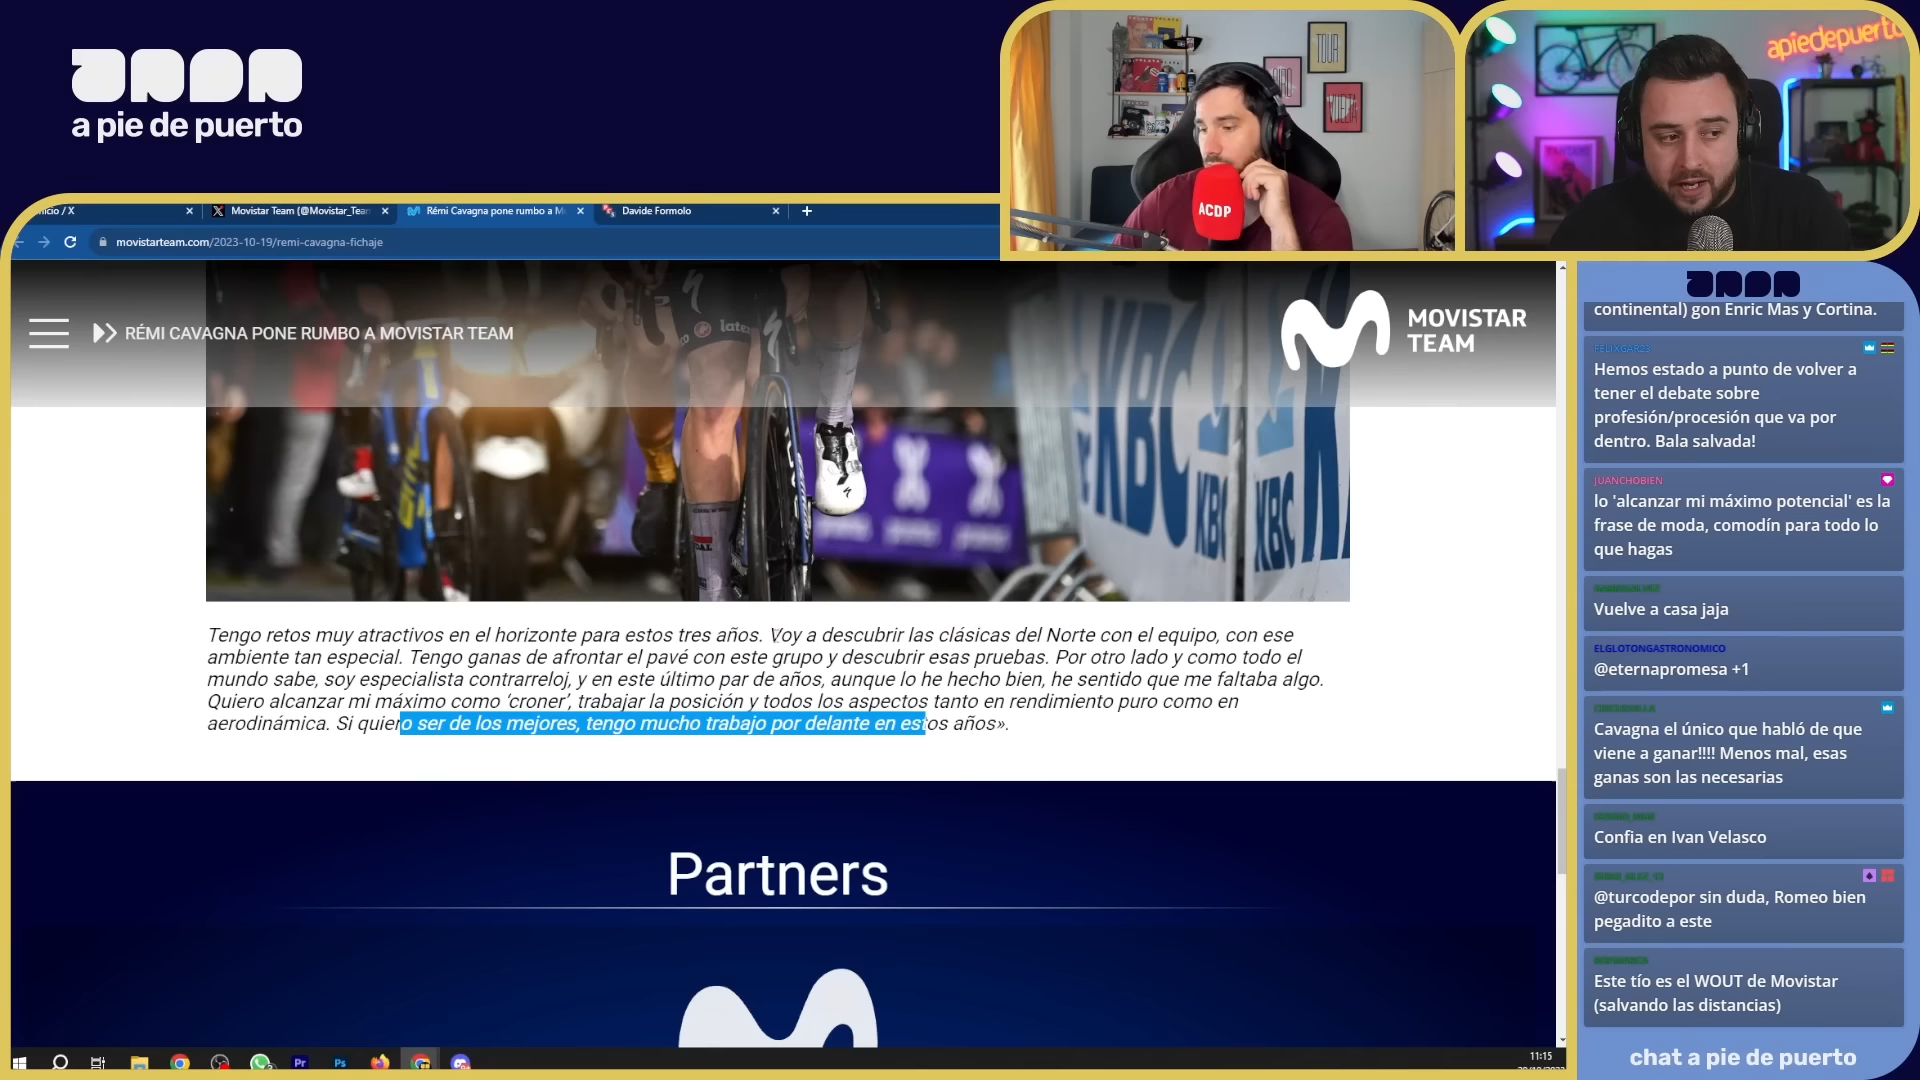 a pie de puerto
TOUR
GIRO
VUELTA
ACDP
apiedepuerto
icio / X
Movistar Team (@Movistar_Tean
Rémi Cavagna pone rumbo a M
Davide Formolo
movistarteam.com/2023-10-19/remi-cavagna-fichaje
RÉMI CAVAGNA PONE RUMBO A MOVISTAR TEAM
MOVISTAR
TEAM
late
KBC
KBC
KBC
Tengo retos muy atractivos en el horizonte para estos tres años. Voy a descubrir las clásicas del Norte con el equipo, con ese
ambiente tan especial. Tengo ganas de afrontar el pavé con este grupo y descubrir esas pruebas. Por otro lado y como todo el
mundo sabe, soy especialista contrarreloj, y en este último par de años, aunque lo he hecho bien, he sentido que me faltaba algo.
Quiero alcanzar mi máximo como ‘croner’, trabajar la posición y todos los aspectos tanto en rendimiento puro como en
aerodinámica. Si quiero ser de los mejores, tengo mucho trabajo por delante en estos años».
Partners
Pr
Ps
11:15
continental) gon Enric Mas y Cortina.
FELIXGAR23
Hemos estado a punto de volver a
tener el debate sobre
profesión/procesión que va por
dentro. Bala salvada!
JUANCHOBIEN
lo 'alcanzar mi máximo potencial' es la
frase de moda, comodín para todo lo
que hagas
Vuelve a casa jaja
ELGLOTONGASTRONOMICO
@eternapromesa +1
Cavagna el único que habló de que
viene a ganar!!!! Menos mal, esas
ganas son las necesarias
Confia en Ivan Velasco
@turcodepor sin duda, Romeo bien
pegadito a este
Este tío es el WOUT de Movistar
(salvando las distancias)
chat a pie de puerto